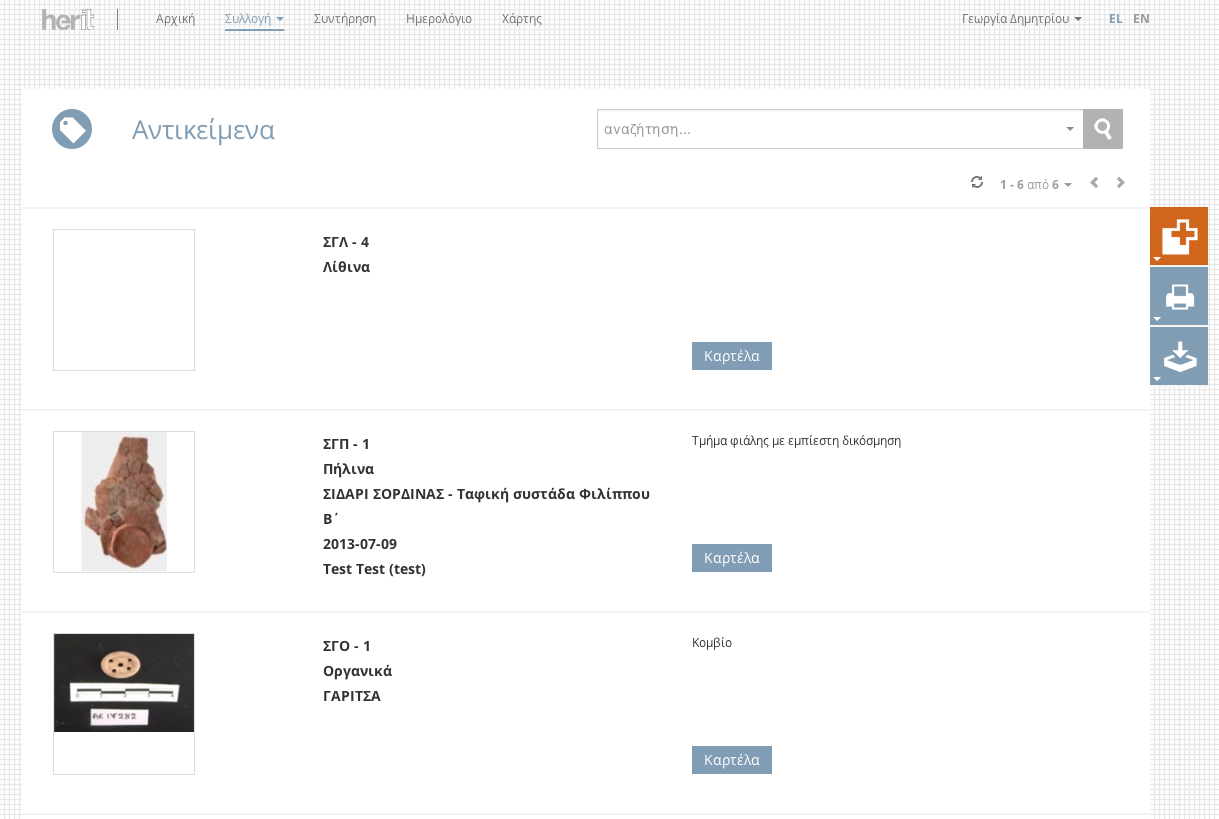 herit
Αρχική Συλλογή Συντήρηση Ημερολόγιο Χάρτης Γεωργία Δημητρίου EL EN
Αντικείμενα
αναζήτηση...
1 - 6 από 6
ΣΓΛ - 4
Λίθινα
Καρτέλα
ΣΓΠ - 1
Τμήμα φιάλης με εμπίεστη δικόσμηση
Πήλινα
ΣΙΔΑΡΙ ΣΟΡΔΙΝΑΣ - Ταφική συστάδα Φιλίππου
Β΄
2013-07-09
Test Test (test)
Καρτέλα
ΣΓΟ - 1
Κομβίο
Οργανικά
ΓΑΡΙΤΣΑ
Καρτέλα